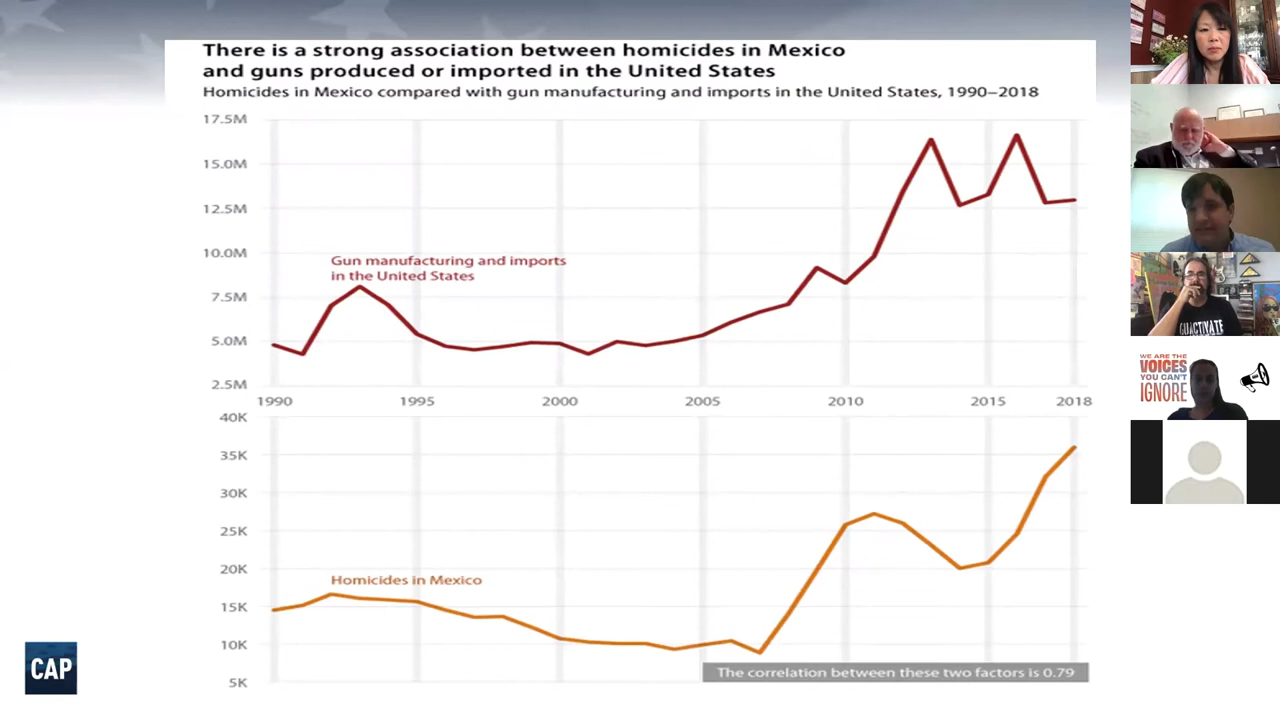 There is a strong association between homicides in Mexico
and guns produced or imported in the United States
Homicides in Mexico compared with gun manufacturing and imports in the United States, 1990–2018
17.5M
15.0M
12.5M
10.0M
7.5M
5.0M
2.5M
Gun manufacturing and imports
in the United States
1990 1995 2000 2005 2010 2015 2018
40K
35K
30K
25K
20K
15K
10K
5K
Homicides in Mexico
The correlation between these two factors is 0.79
CAP
GUACTIVATE
WE ARE THE
VOICES
YOU CAN'T
IGNORE